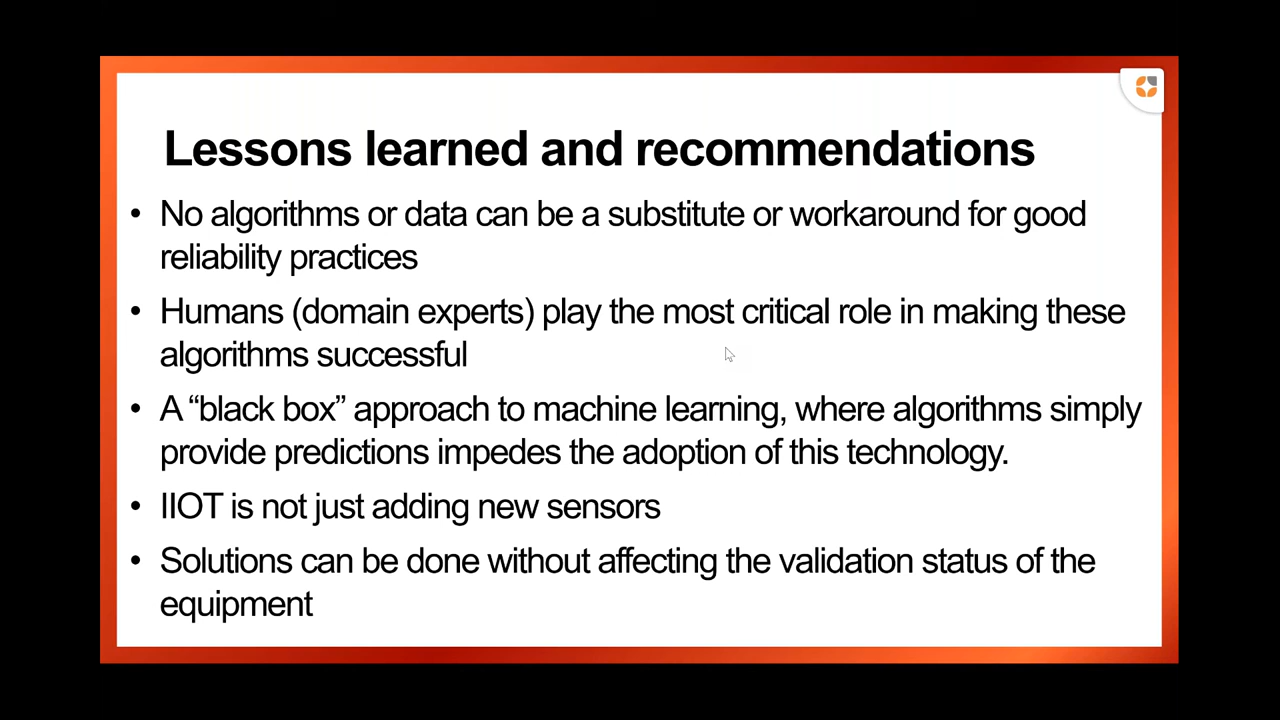 Lessons learned and recommendations
• No algorithms or data can be a substitute or workaround for good
reliability practices
• Humans (domain experts) play the most critical role in making these
algorithms successful
• A “black box” approach to machine learning, where algorithms simply
provide predictions impedes the adoption of this technology.
• IIOT is not just adding new sensors
• Solutions can be done without affecting the validation status of the
equipment